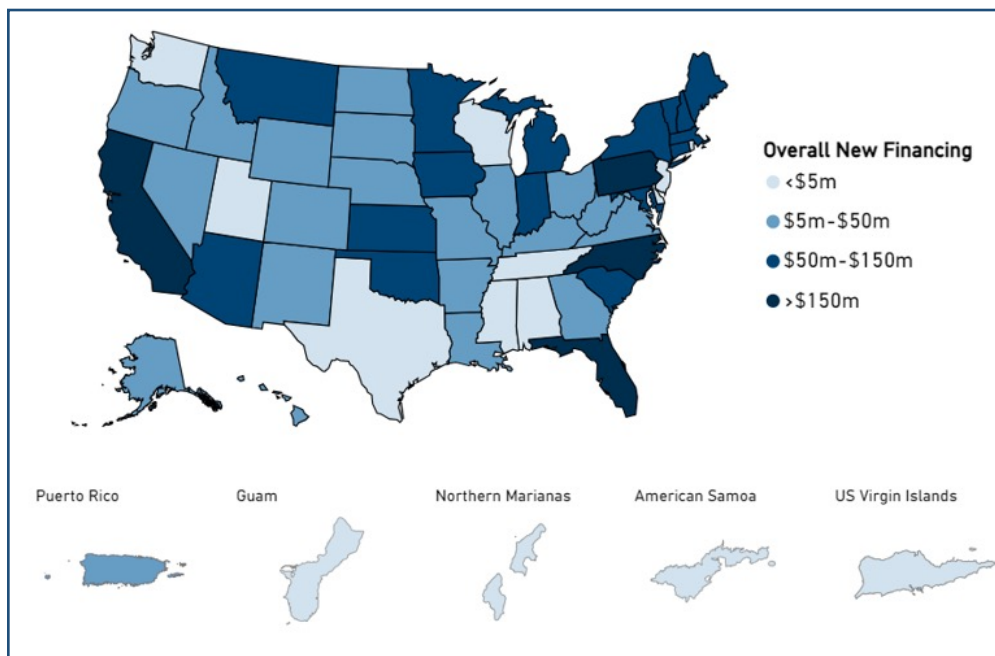 Overall New Financing
<$5m
$5m-$50m
$50m-$150m
>$150m
Puerto Rico
Guam
Northern Marianas
American Samoa
US Virgin Islands